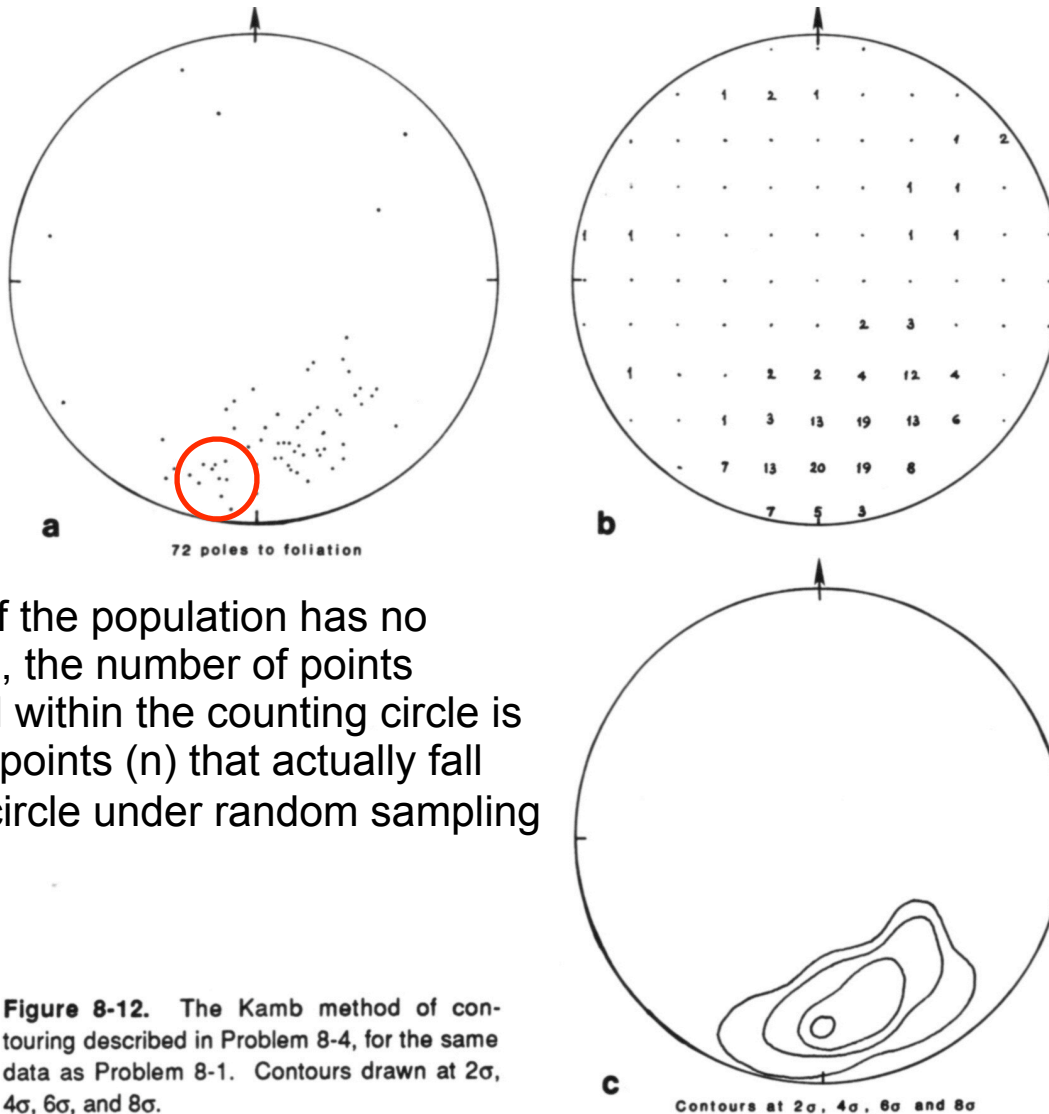 a
72 poles to foliation
1 2 1
1 2
1 1
1 1 1 1
2 3
1 2 2 4 12 4
1 3 13 19 13 6
7 13 20 19 8
7 5 3
b
f the population has no
, the number of points
within the counting circle is
points (n) that actually fall
circle under random sampling
Figure 8-12. The Kamb method of con-
touring described in Problem 8-4, for the same
data as Problem 8-1. Contours drawn at 2σ,
4σ, 6σ, and 8σ.
c
Contours at 2σ, 4σ, 6σ and 8σ